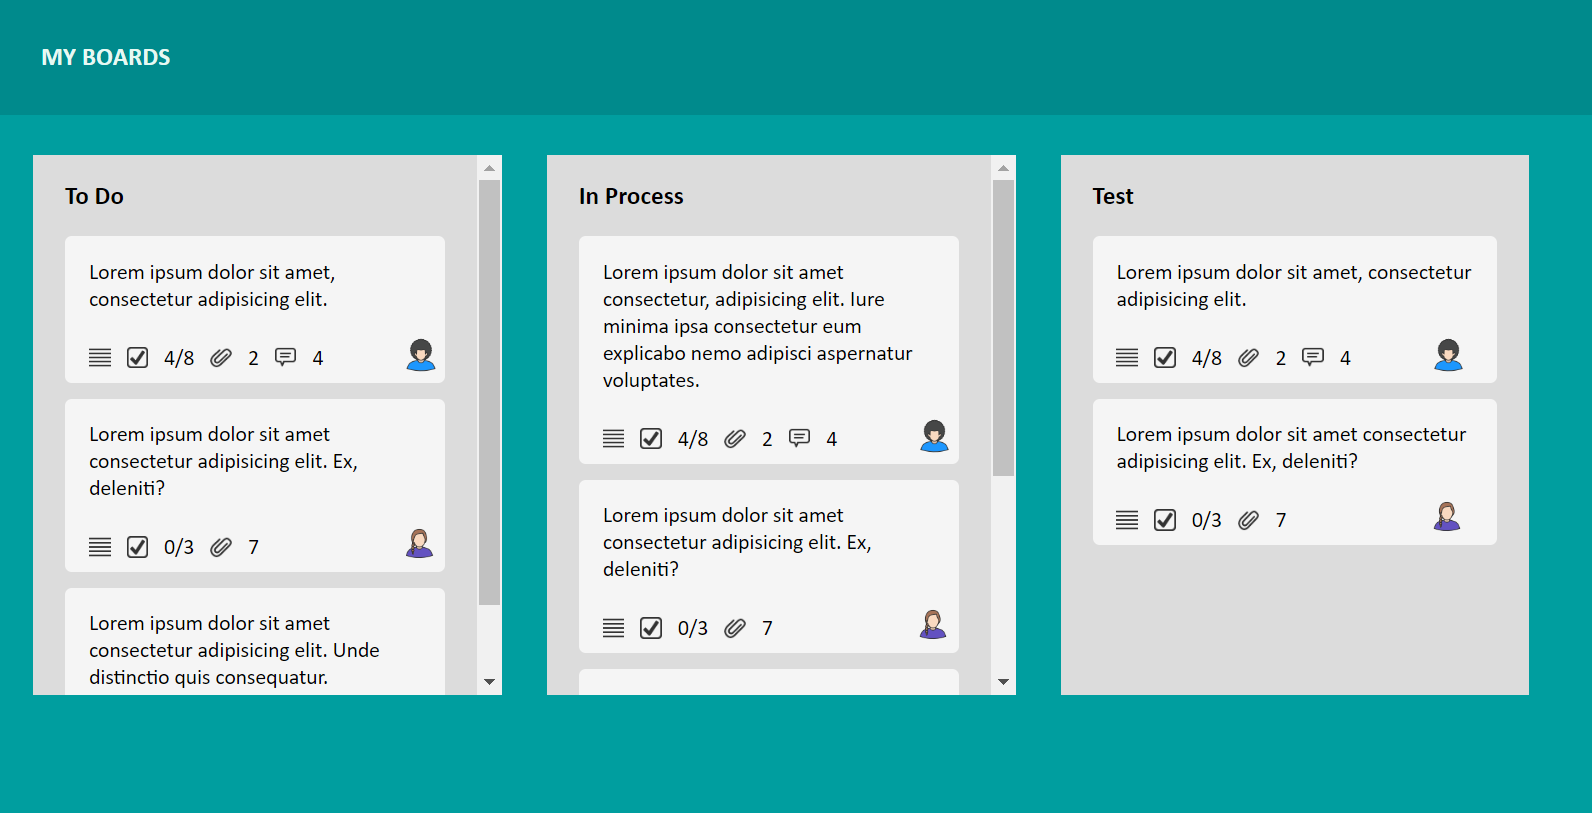 MY BOARDS
To Do
Lorem ipsum dolor sit amet,
consectetur adipisicing elit.
4/8 2 4
Lorem ipsum dolor sit amet
consectetur adipisicing elit. Ex,
deleniti?
0/3 7
Lorem ipsum dolor sit amet
consectetur adipisicing elit. Unde
distinctio quis consequatur.
In Process
Lorem ipsum dolor sit amet
consectetur, adipisicing elit. Iure
minima ipsa consectetur eum
explicabo nemo adipisci aspernatur
voluptates.
4/8 2 4
Lorem ipsum dolor sit amet
consectetur adipisicing elit. Ex,
deleniti?
0/3 7
Test
Lorem ipsum dolor sit amet, consectetur
adipisicing elit.
4/8 2 4
Lorem ipsum dolor sit amet consectetur
adipisicing elit. Ex, deleniti?
0/3 7